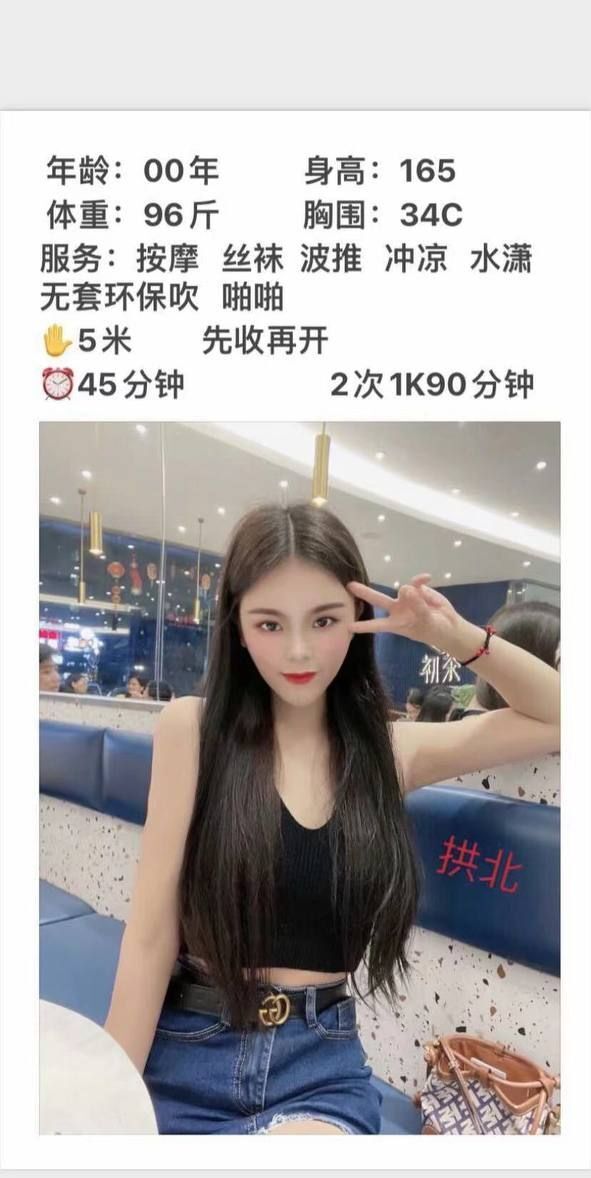 年龄：00年 身高：165
体重：96斤 胸围：34C
服务：按摩 丝袜 波推 冲凉 水潇
无套环保吹 啪啪
✋5米 先收再开
⏰45分钟 2次1K90分钟
初茶
拱北